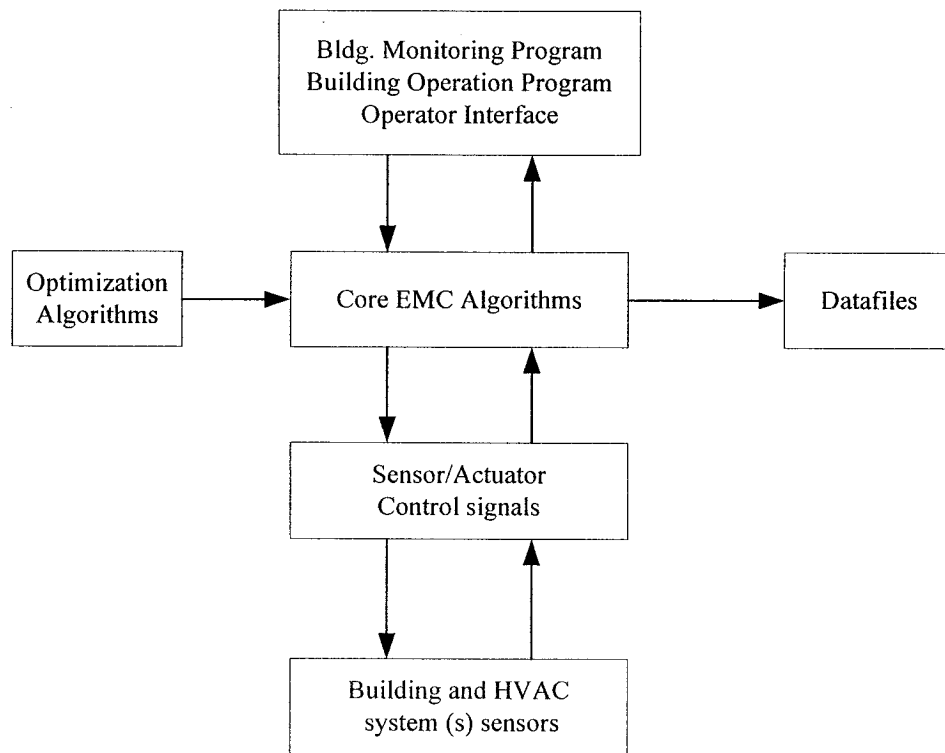 Bldg. Monitoring Program
Building Operation Program
Operator Interface
Optimization
Algorithms
Core EMC Algorithms
Datafiles
Sensor/Actuator
Control signals
Building and HVAC
system (s) sensors